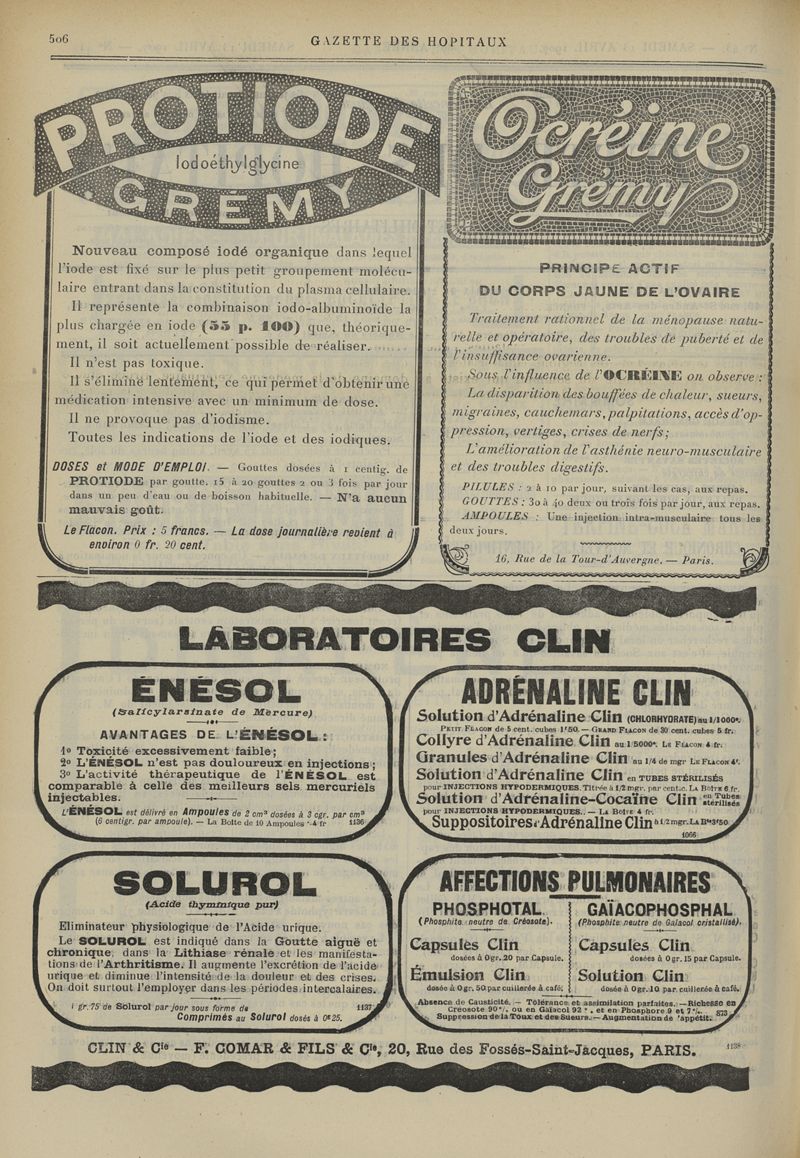 506
GAZETTE DES HOPITAUX
PROTIODE
Iodoéthylglycine
GREMY
Nouveau composé iodé organique dans lequel
l'iode est fixé sur le plus petit groupement molécu-
laire entrant dans la constitution du plasma cellulaire.
Il représente la combinaison iodo-albuminoïde la
plus chargée en iode (55 p. 100) que, théorique-
ment, il soit actuellement possible de réaliser.
Il n'est pas toxique.
Il s'élimine lentement, ce qui permet d'obtenir une
médication intensive avec un minimum de dose.
Il ne provoque pas d'iodisme.
Toutes les indications de l'iode et des iodiques.
DOSES et MODE D'EMPLOI. — Gouttes dosées à 1 centig. de
PROTIODE par goutte. 15 à 20 gouttes 2 ou 3 fois par jour
dans un peu d'eau ou de boisson habituelle. — N'a aucun
mauvais goût.
Le Flacon. Prix : 5 francs. — La dose journalière revient à
environ 0 fr. 20 cent.
Ocréine
Grémy
PRINCIPE ACTIF
DU CORPS JAUNE DE L'OVAIRE
Traitement rationnel de la ménopause natu-
relle et opératoire, des troubles de puberté et de
l'insuffisance ovarienne.
Sous l'influence de l'OCRÉINE on observe :
La disparition des bouffées de chaleur, sueurs,
migraines, cauchemars, palpitations, accès d'op-
pression, vertiges, crises de nerfs;
L'amélioration de l'asthénie neuro-musculaire
et des troubles digestifs.
PILULES : 2 à 10 par jour, suivant les cas, aux repas.
GOUTTES : 30 à 40 deux ou trois fois par jour, aux repas.
AMPOULES : Une injection intra-musculaire tous les
deux jours.
16, Rue de la Tour-d'Auvergne. — Paris.
LABORATOIRES CLIN
ÉNÉSOL
(Salicylarsinate de Mercure)
AVANTAGES DE L'ÉNÉSOL :
1° Toxicité excessivement faible;
2° L'ÉNÉSOL n'est pas douloureux en injections;
3° L'activité thérapeutique de l'ÉNÉSOL est
comparable à celle des meilleurs sels mercuriels
injectables.
L'ÉNÉSOL est délivré en Ampoules de 2 cm³ dosées à 3 cgr. par cm³
(6 centigr. par ampoule). — La Boîte de 10 Ampoules : 4 fr
1136
ADRÉNALINE CLIN
Solution d'Adrénaline Clin (CHLORHYDRATE) au 1/1000e.
PETIT FLACON de 5 cent. cubes 1f50. — GRAND FLACON de 30 cent. cubes 5 fr.
Collyre d'Adrénaline Clin au 1/5000e. LE FLACON 4 fr.
Granules d'Adrénaline Clin au 1/4 de mgr LE FLACON 4f.
Solution d'Adrénaline Clin en TUBES STÉRILISÉS
pour INJECTIONS HYPODERMIQUES. Titrée à 1/2 mgr. par cent.c. LA BOITE 6 fr.
Solution d'Adrénaline-Cocaïne Clin en Tubes stérilisés
pour INJECTIONS HYPODERMIQUES. — LA BOITE 4 fr.
Suppositoires d'Adrénaline Clin à 1/2 mgr. LA Bte 3f50.
1066
SOLUROL
(Acide thymmique pur)
Eliminateur physiologique de l'Acide urique.
Le SOLUROL est indiqué dans la Goutte aiguë et
chronique, dans la Lithiase rénale et les manifesta-
tions de l'Arthritisme. Il augmente l'excrétion de l'acide
urique et diminue l'intensité de la douleur et des crises.
On doit surtout l'employer dans les périodes intercalaires.
1 gr. 75 de Solurol par jour sous forme de
1137
Comprimés au Solurol dosés à 0gr25.
AFFECTIONS PULMONAIRES
PHOSPHOTAL
(Phosphite neutre de Créosote).
Capsules Clin
dosées à 0gr.20 par Capsule.
Émulsion Clin
dosée à 0gr.50 par cuillerée à café.
GAÏACOPHOSPHAL
(Phosphite neutre de Gaïacol cristallisé).
Capsules Clin
dosées à 0gr.15 par Capsule.
Solution Clin
dosée à 0gr.10 par cuillerée à café.
Absence de Causticité. — Tolérance et assimilation parfaites. — Richesse en
Créosote 90 %, ou en Gaïacol 92 %, et en Phosphore 9 et 7 %.
Suppression de la Toux et des Sueurs. — Augmentation de l'appétit.
873
CLIN & Cie — F. COMAR & FILS & Cie, 20, Rue des Fossés-Saint-Jacques, PARIS.
1138